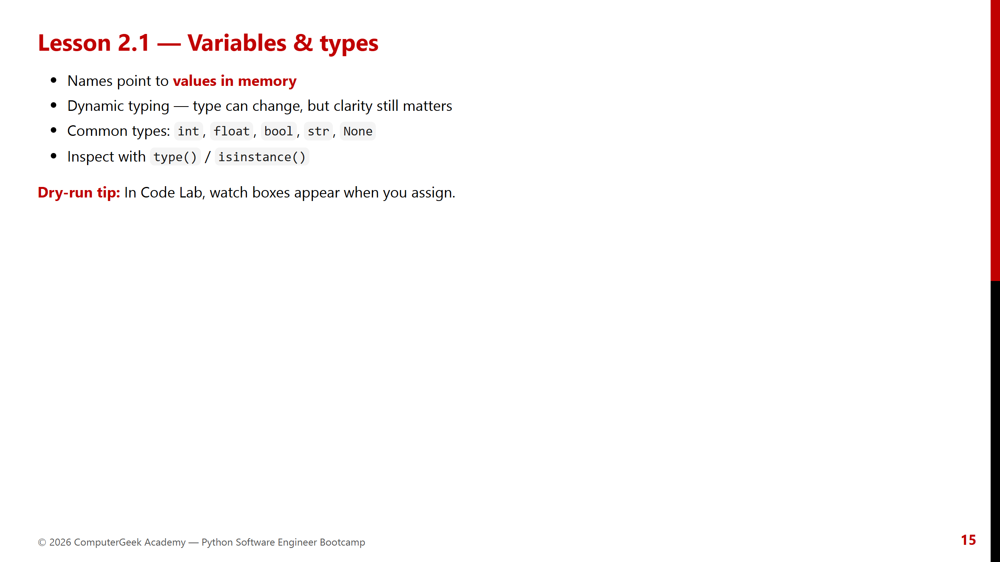 Lesson 2.1 — Variables & types
• Names point to values in memory
• Dynamic typing — type can change, but clarity still matters
• Common types: int, float, bool, str, None
• Inspect with type() / isinstance()
Dry-run tip: In Code Lab, watch boxes appear when you assign.
© 2026 ComputerGeek Academy — Python Software Engineer Bootcamp
15